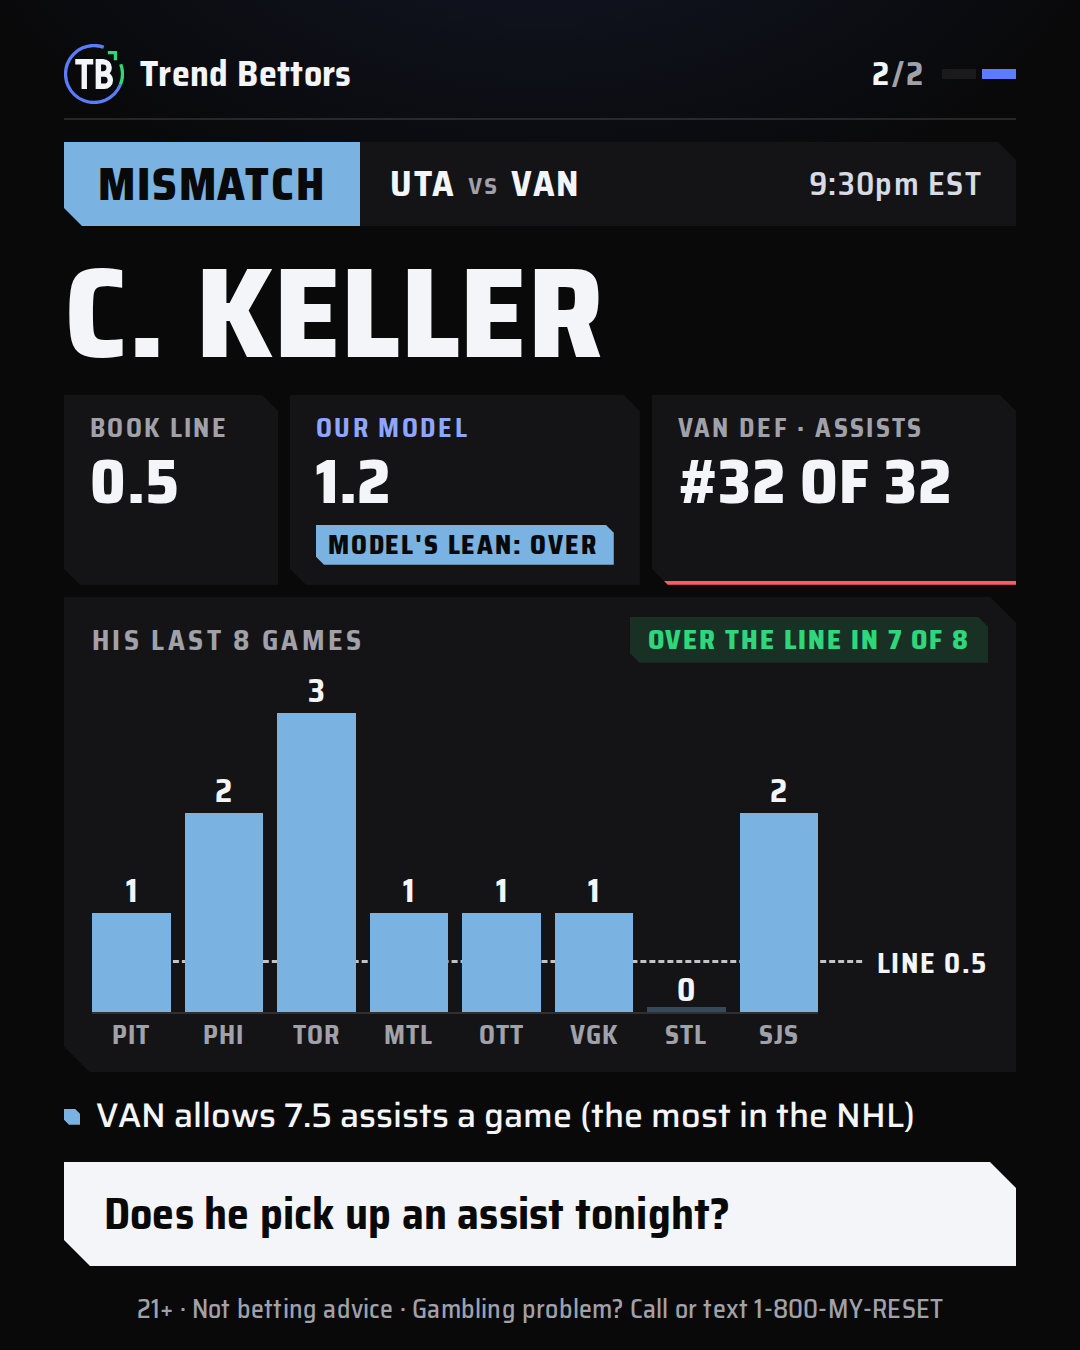 TB Trend Bettors
2/2
MISMATCH
UTA vs VAN
9:30pm EST
C. KELLER
BOOK LINE
0.5
OUR MODEL
1.2
MODEL'S LEAN: OVER
VAN DEF · ASSISTS
#32 OF 32
HIS LAST 8 GAMES
OVER THE LINE IN 7 OF 8
1 2 3 1 1 1 0 2
LINE 0.5
PIT PHI TOR MTL OTT VGK STL SJS
VAN allows 7.5 assists a game (the most in the NHL)
Does he pick up an assist tonight?
21+ · Not betting advice · Gambling problem? Call or text 1-800-MY-RESET